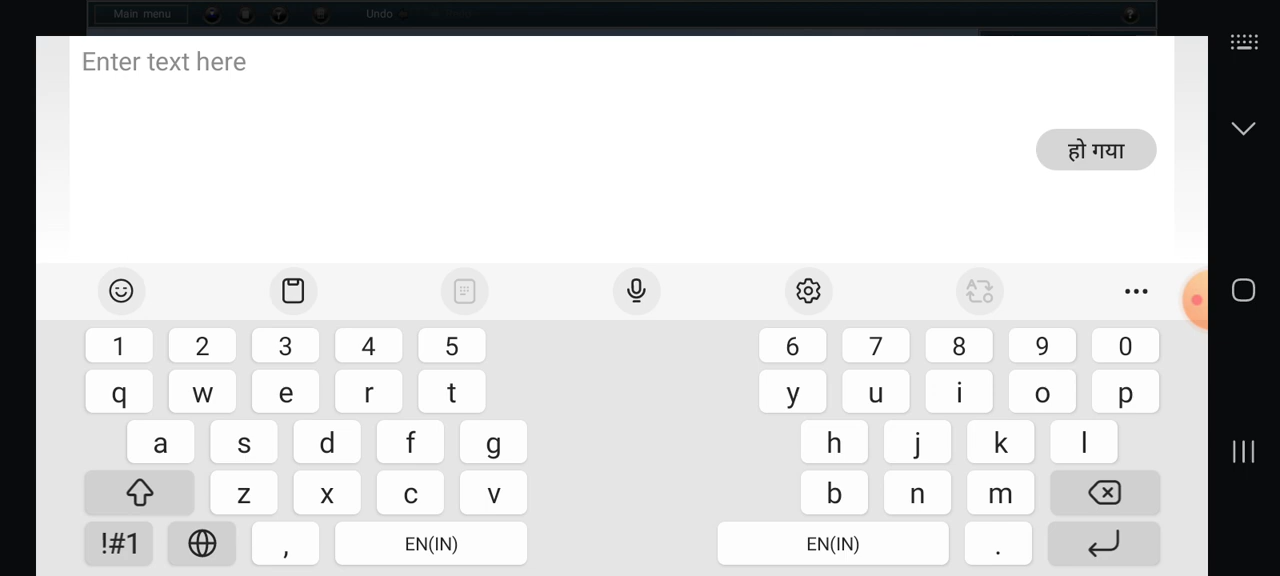 Main menu ? Undo ?
Enter text here
हो गया
1 2 3 4 5 6 7 8 9 0
q w e r t y u i o p
a s d f g h j k l
z x c v b n m
!#1 , EN(IN) EN(IN) .